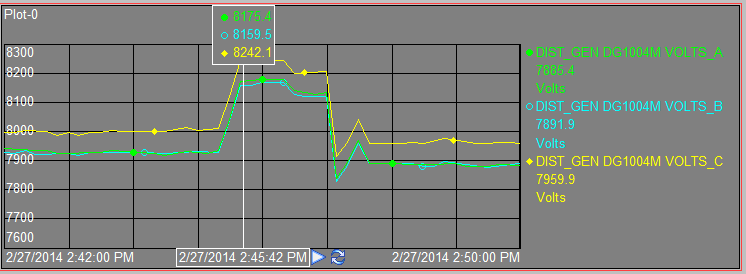 Plot-0
8175.4
8159.5
8242.1
8300
8200
8100
8000
7900
7800
7700
7600
DIST_GEN DG1004M VOLTS_A
7885.4
Volts
DIST_GEN DG1004M VOLTS_B
7891.9
Volts
DIST_GEN DG1004M VOLTS_C
7959.9
Volts
2/27/2014 2:42:00 PM
2/27/2014 2:45:42 PM
2/27/2014 2:50:00 PM